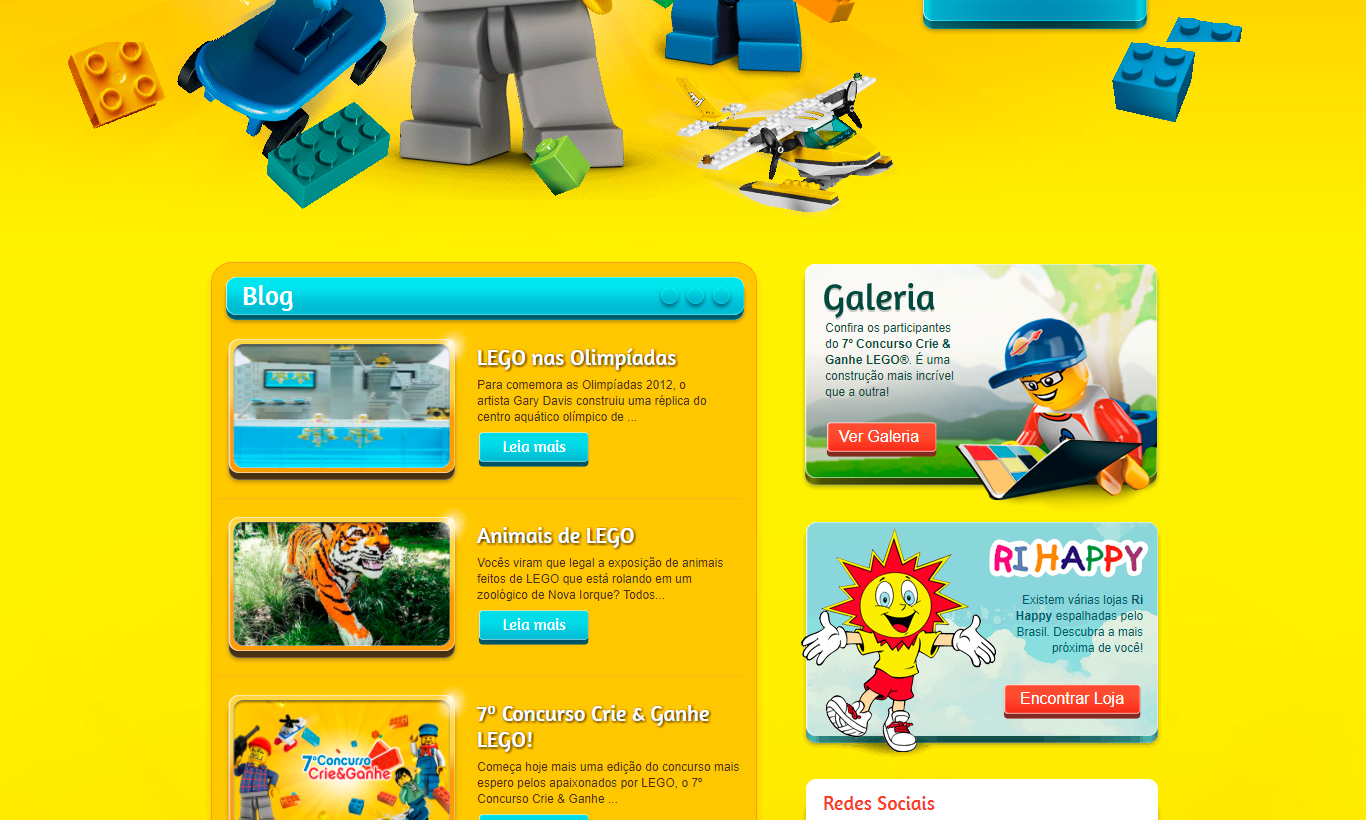 Blog
LEGO nas Olimpíadas
Para comemora as Olimpíadas 2012, o
artista Gary Davis construiu uma réplica do
centro aquático olímpico de ...
Leia mais
Animais de LEGO
Vocês viram que legal a exposição de animais
feitos de LEGO que está rolando em um
zoológico de Nova Iorque? Todos...
Leia mais
7º Concurso
Crie&Ganhe
7º Concurso Crie & Ganhe
LEGO!
Começa hoje mais uma edição do concurso mais
espero pelos apaixonados por LEGO, o 7º
Concurso Crie & Ganhe ...
Galeria
Confira os participantes
do 7º Concurso Crie &
Ganhe LEGO®. É uma
construção mais incrível
que a outra!
Ver Galeria
RI HAPPY
Existem várias lojas Ri
Happy espalhadas pelo
Brasil. Descubra a mais
próxima de você!
Encontrar Loja
Redes Sociais